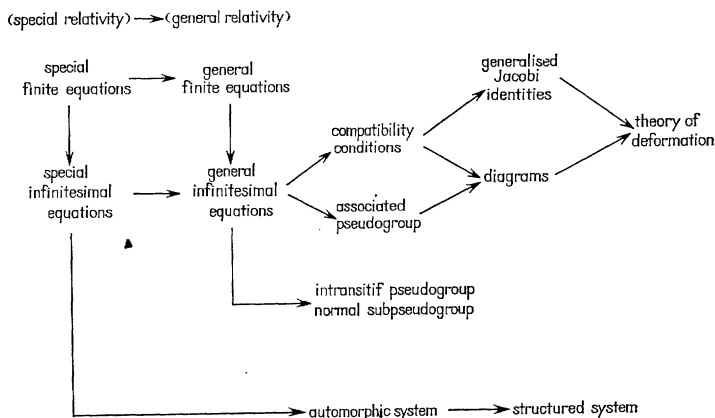 (special relativity) → (general relativity)
special
finite equations
general
finite equations
generalised
Jacobi
identities
compatibility
conditions
theory of
deformation
special
infinitesimal
equations
general
infinitesimal
equations
diagrams
associated
pseudogroup
intransitif pseudogroup
normal subpseudogroup
automorphic system
structured system